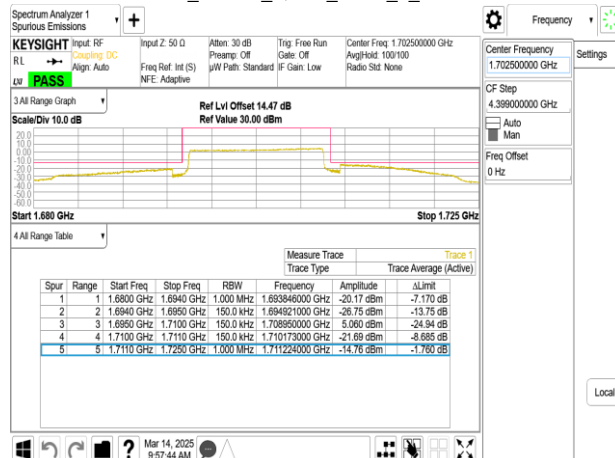 Spectrum Analyzer 1
Spurious Emissions
+
Frequency
KEYSIGHT Input: RF Input Z: 50 Ω Atten: 30 dB Trig: Free Run Center Freq: 1.702500000 GHz
RL Coupling: DC Preamp: Off Gate: Off Avg|Hold: 100/100
Align: Auto Freq Ref: Int (S) µW Path: Standard IF Gain: Low Radio Std: None
PASS NFE: Adaptive
Center Frequency
1.702500000 GHz
Settings
CF Step
4.399000000 GHz
Auto
Man
Freq Offset
0 Hz
3 All Range Graph
Ref Lvl Offset 14.47 dB
Scale/Div 10.0 dB Ref Value 30.00 dBm
20.0
10.0
0.00
-10.0
-20.0
-30.0
-40.0
-50.0
-60.0
Start 1.680 GHz Stop 1.725 GHz
4 All Range Table
Measure Trace Trace 1
Trace Type Trace Average (Active)
Spur Range Start Freq Stop Freq RBW Frequency Amplitude ΔLimit
1 1 1.6800 GHz 1.6940 GHz 1.000 MHz 1.693846000 GHz -20.17 dBm -7.170 dB
2 2 1.6940 GHz 1.6950 GHz 150.0 kHz 1.694921000 GHz -26.75 dBm -13.75 dB
3 3 1.6950 GHz 1.7100 GHz 150.0 kHz 1.708950000 GHz 5.060 dBm -24.94 dB
4 4 1.7100 GHz 1.7110 GHz 150.0 kHz 1.710173000 GHz -21.69 dBm -8.685 dB
5 5 1.7110 GHz 1.7250 GHz 1.000 MHz 1.711224000 GHz -14.76 dBm -1.760 dB
Local
? Mar 14, 2025
9:57:44 AM